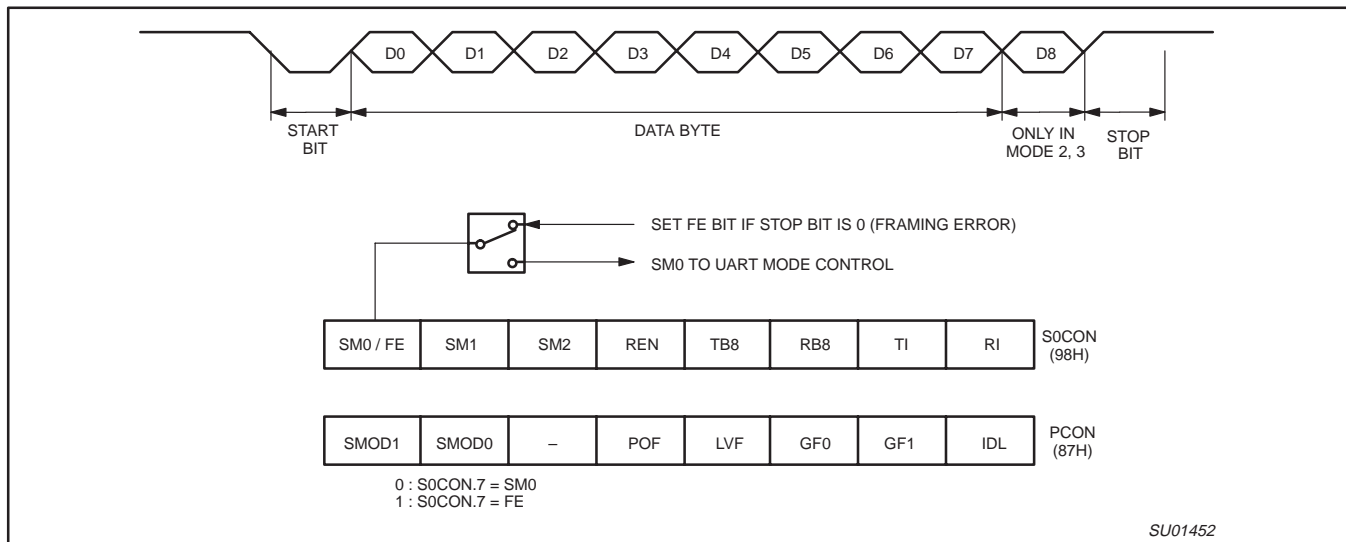 D0 D1 D2 D3 D4 D5 D6 D7 D8
START
BIT
DATA BYTE
ONLY IN
MODE 2, 3
STOP
BIT
SET FE BIT IF STOP BIT IS 0 (FRAMING ERROR)
SM0 TO UART MODE CONTROL
SM0 / FE SM1 SM2 REN TB8 RB8 TI RI
S0CON
(98H)
SMOD1 SMOD0 – POF LVF GF0 GF1 IDL
PCON
(87H)
0 : S0CON.7 = SM0
1 : S0CON.7 = FE
SU01452